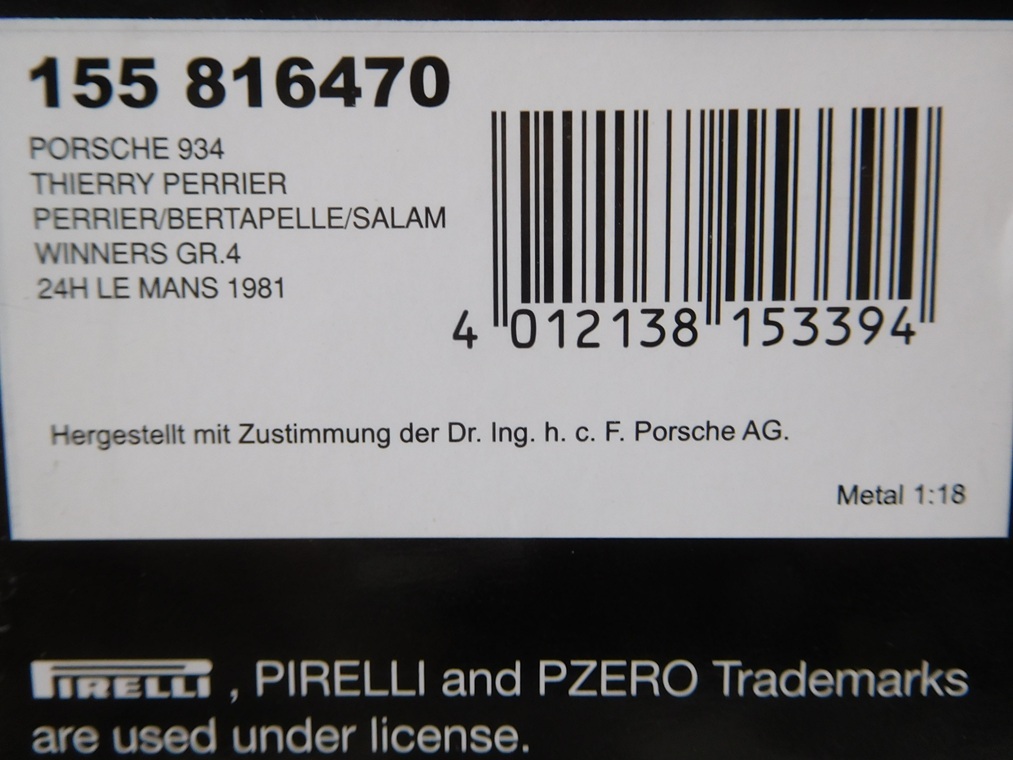 155 816470
PORSCHE 934
THIERRY PERRIER
PERRIER/BERTAPELLE/SALAM
WINNERS GR.4
24H LE MANS 1981
4 012138 153394
Hergestellt mit Zustimmung der Dr. Ing. h. c. F. Porsche AG.
Metal 1:18
PIRELLI , PIRELLI and PZERO Trademarks
are used under license.